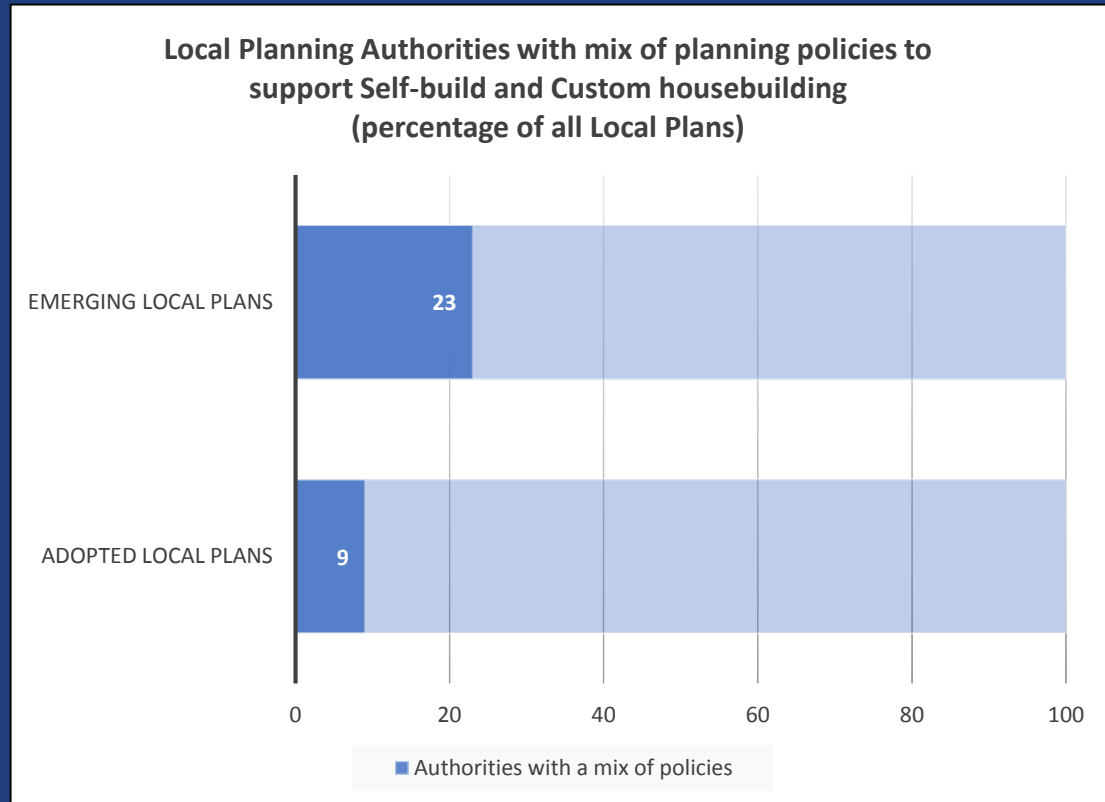 Local Planning Authorities with mix of planning policies to
support Self-build and Custom housebuilding
(percentage of all Local Plans)
EMERGING LOCAL PLANS
23
ADOPTED LOCAL PLANS
9
0 20 40 60 80 100
Authorities with a mix of policies